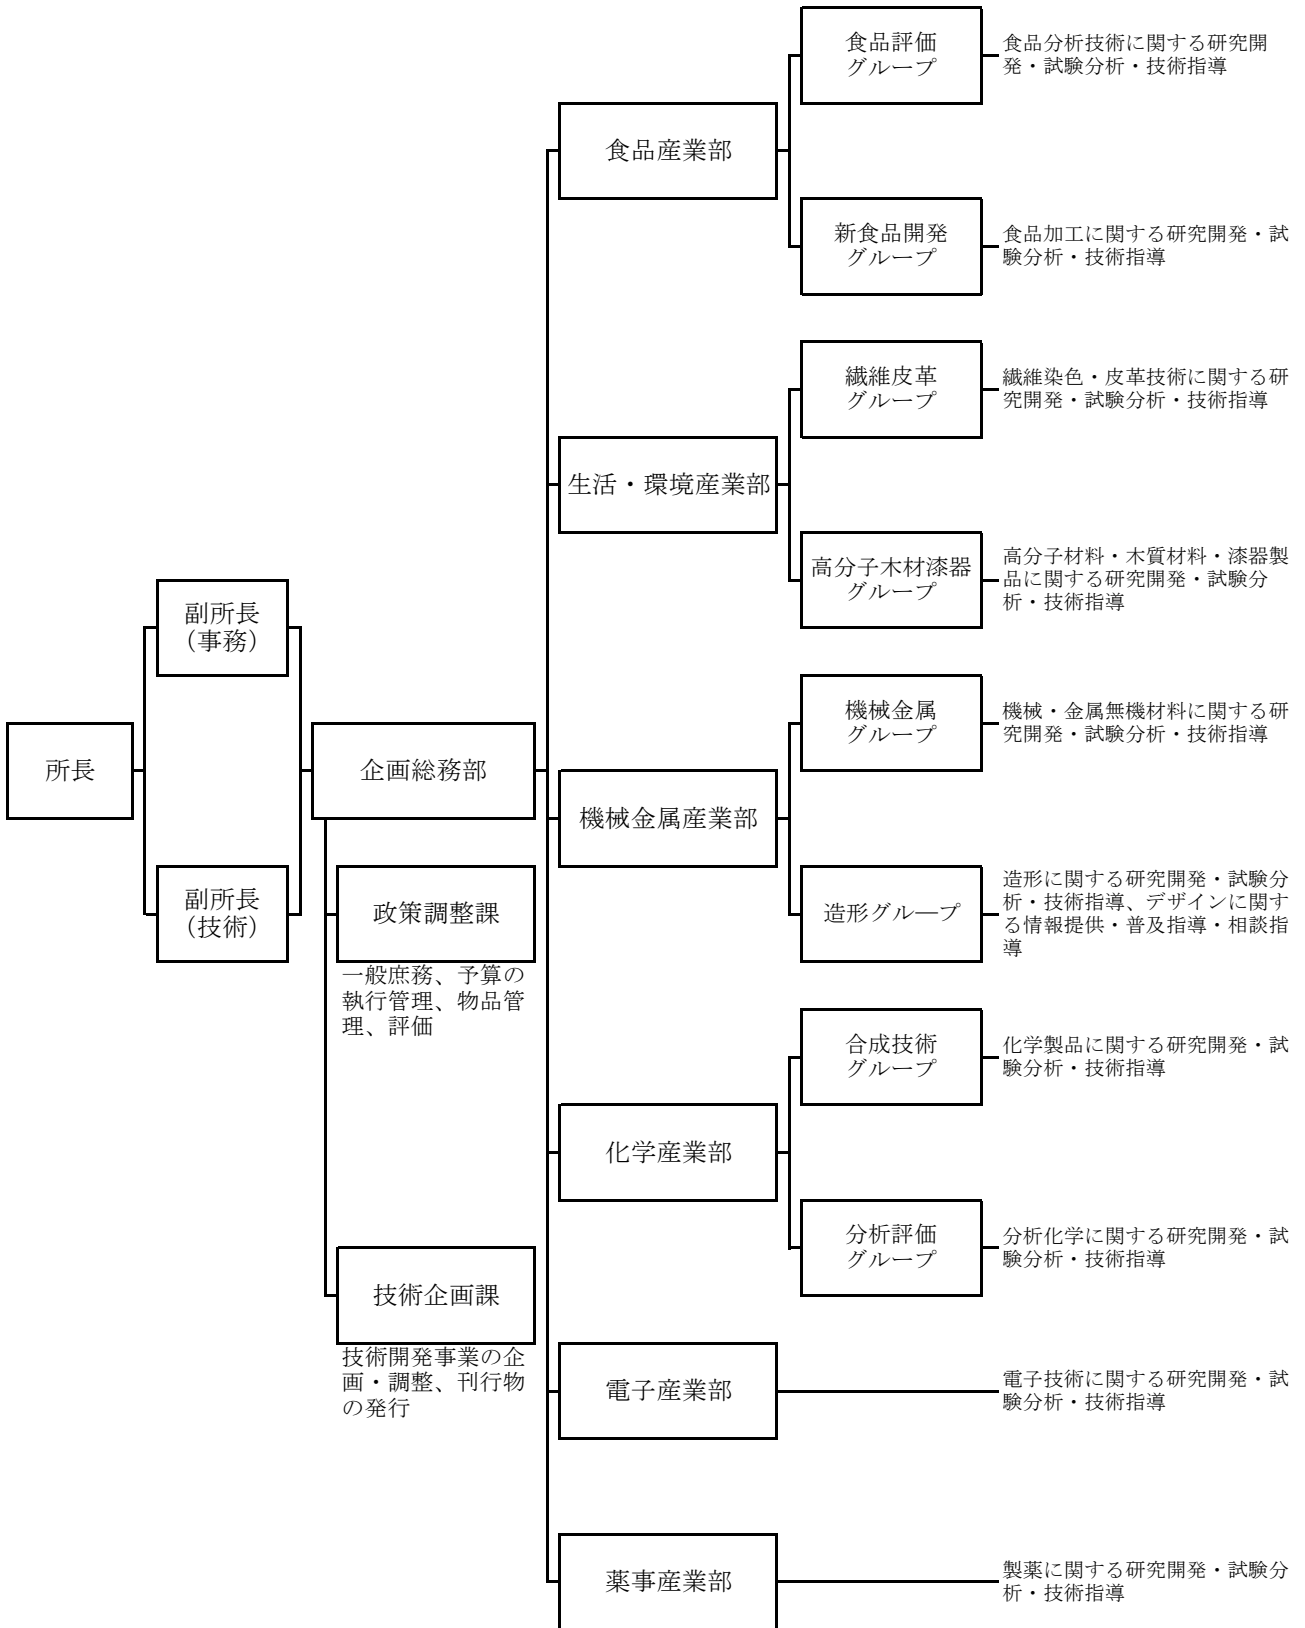 所長
副所長
（事務）
副所長
（技術）
企画総務部
政策調整課
一般庶務、予算の
執行管理、物品管
理、評価
技術企画課
技術開発事業の企
画・調整、刊行物
の発行
食品産業部
食品評価
グループ
食品分析技術に関する研究開
発・試験分析・技術指導
新食品開発
グループ
食品加工に関する研究開発・試
験分析・技術指導
生活・環境産業部
繊維皮革
グループ
繊維染色・皮革技術に関する研
究開発・試験分析・技術指導
高分子木材漆器
グループ
高分子材料・木質材料・漆器製
品に関する研究開発・試験分
析・技術指導
機械金属産業部
機械金属
グループ
機械・金属無機材料に関する研
究開発・試験分析・技術指導
造形グル―プ
造形に関する研究開発・試験分
析・技術指導、デザインに関す
る情報提供・普及指導・相談指
導
化学産業部
合成技術
グループ
化学製品に関する研究開発・試
験分析・技術指導
分析評価
グループ
分析化学に関する研究開発・試
験分析・技術指導
電子産業部
電子技術に関する研究開発・試
験分析・技術指導
薬事産業部
製薬に関する研究開発・試験分
析・技術指導